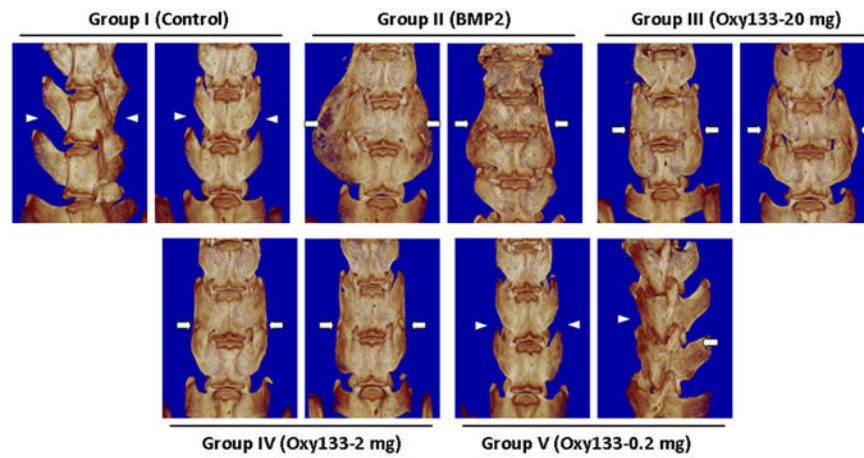 Group I (Control)
Group II (BMP2)
Group III (Oxy133-20 mg)
Group IV (Oxy133-2 mg)
Group V (Oxy133-0.2 mg)